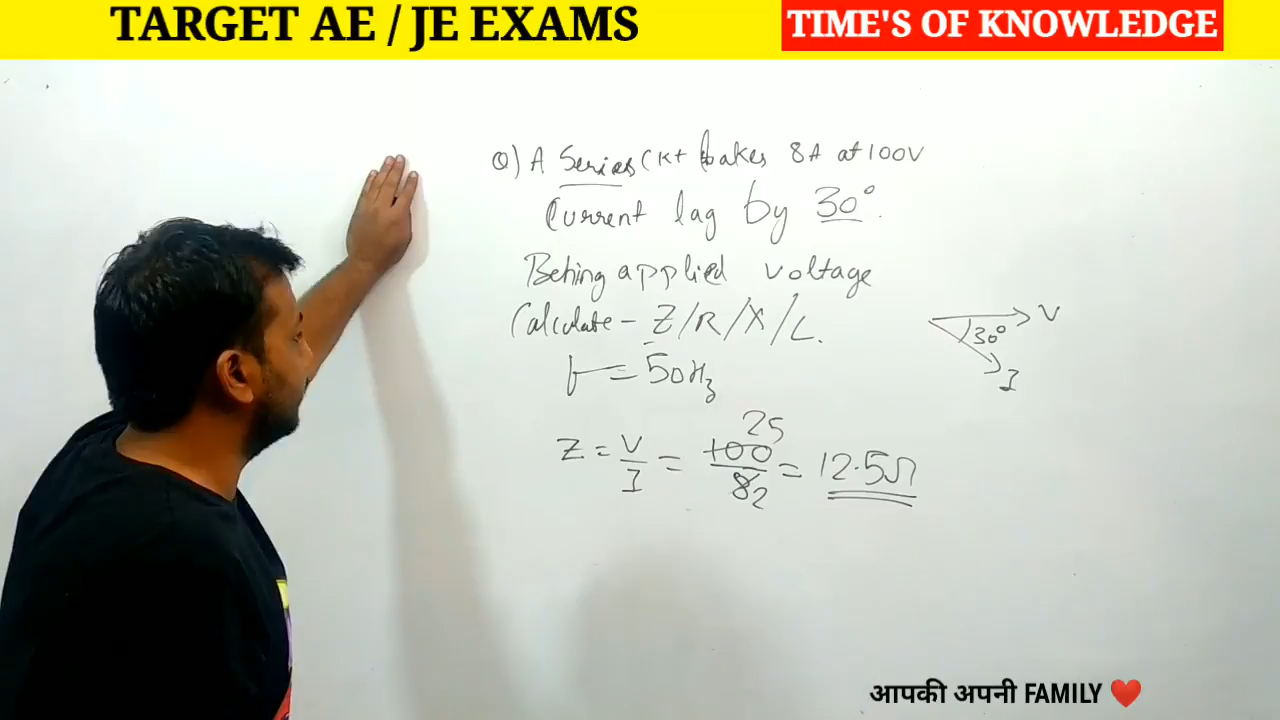 TARGET AE / JE EXAMS
TIME'S OF KNOWLEDGE
Q) A Series Ckt takes 8A at 100V
Current lag by 30°.
Behing applied voltage
Calculate - Z/R/X/L.
f = 50Hz
V
30°
I
Z = V/I = 100/8 = 25/2 = 12.5Ω
आपकी अपनी FAMILY ❤️